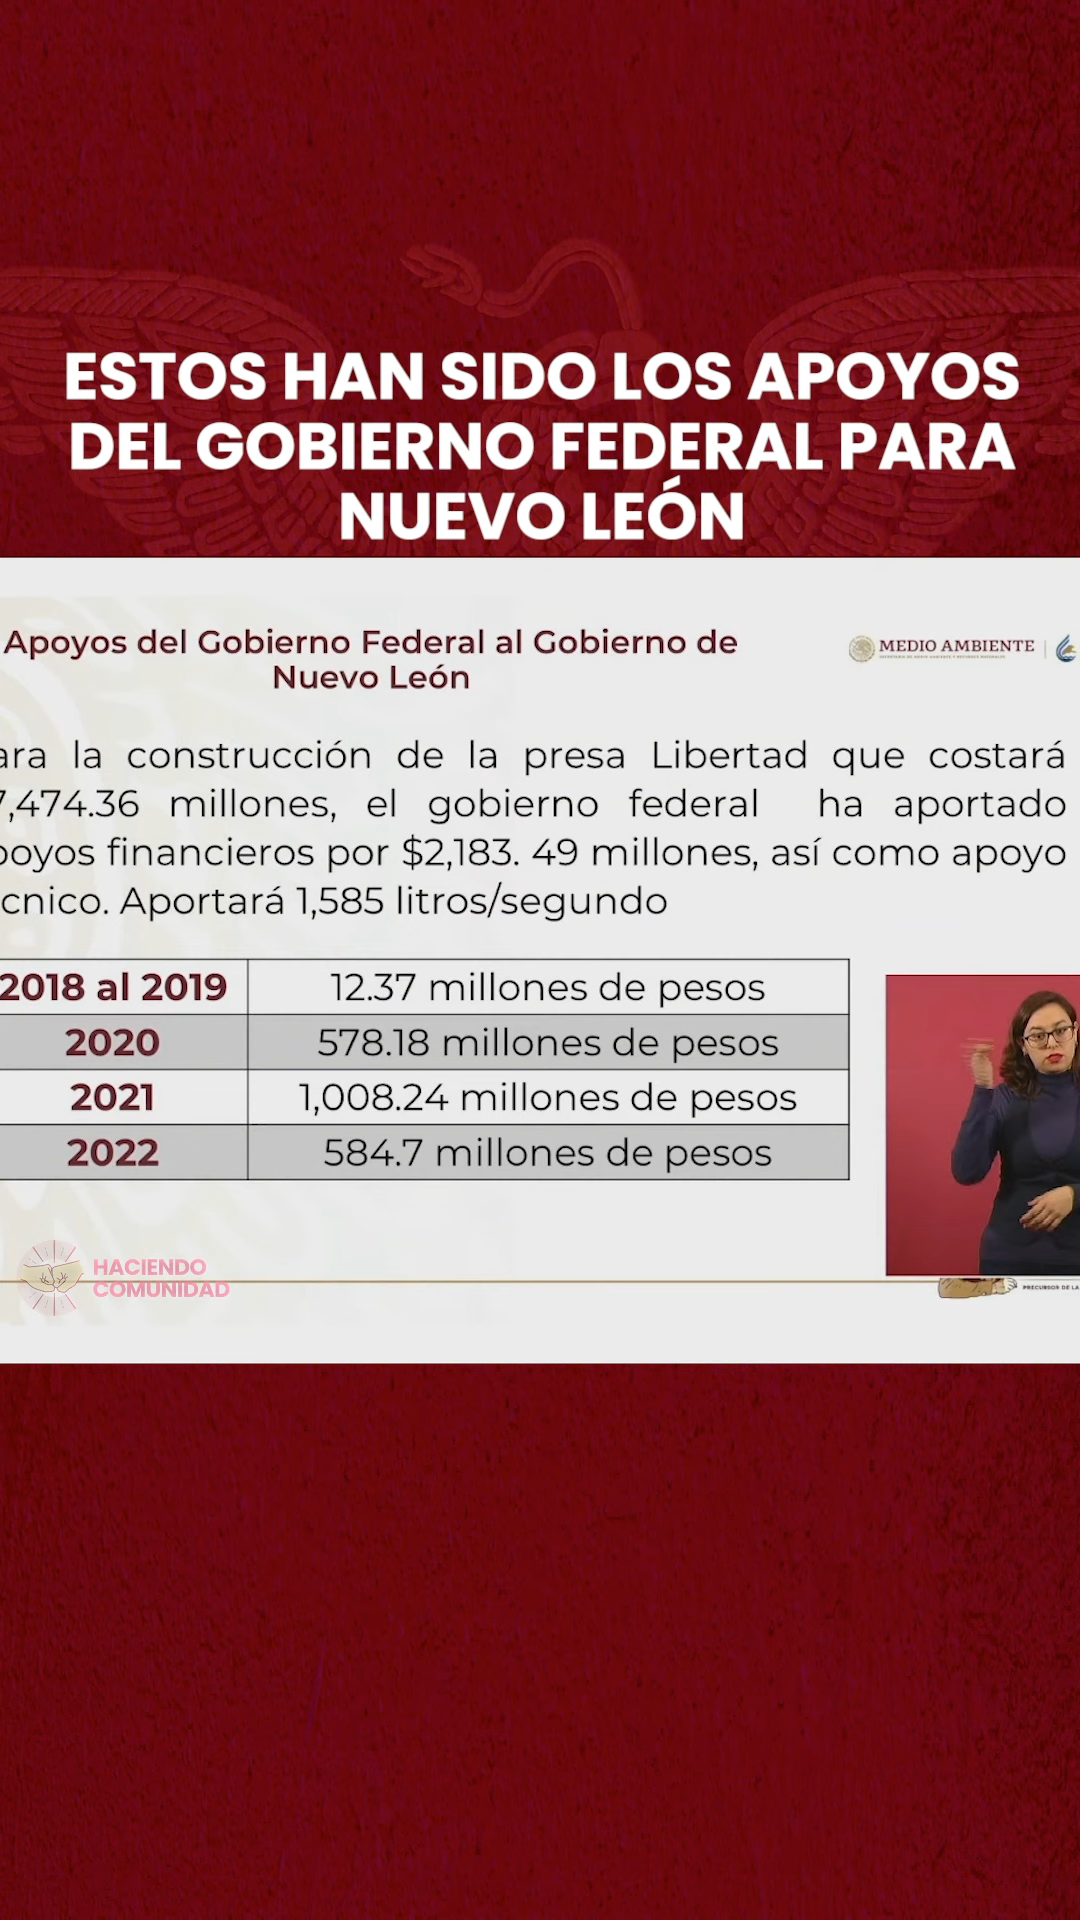 ESTOS HAN SIDO LOS APOYOS
DEL GOBIERNO FEDERAL PARA
NUEVO LEÓN
Apoyos del Gobierno Federal al Gobierno de
Nuevo León
MEDIO AMBIENTE
ara la construcción de la presa Libertad que costará
7,474.36 millones, el gobierno federal ha aportado
poyos financieros por $2,183. 49 millones, así como apoyo
cnico. Aportará 1,585 litros/segundo
2018 al 2019 12.37 millones de pesos
2020 578.18 millones de pesos
2021 1,008.24 millones de pesos
2022 584.7 millones de pesos
HACIENDO
COMUNIDAD
PRECURSOR DE LA